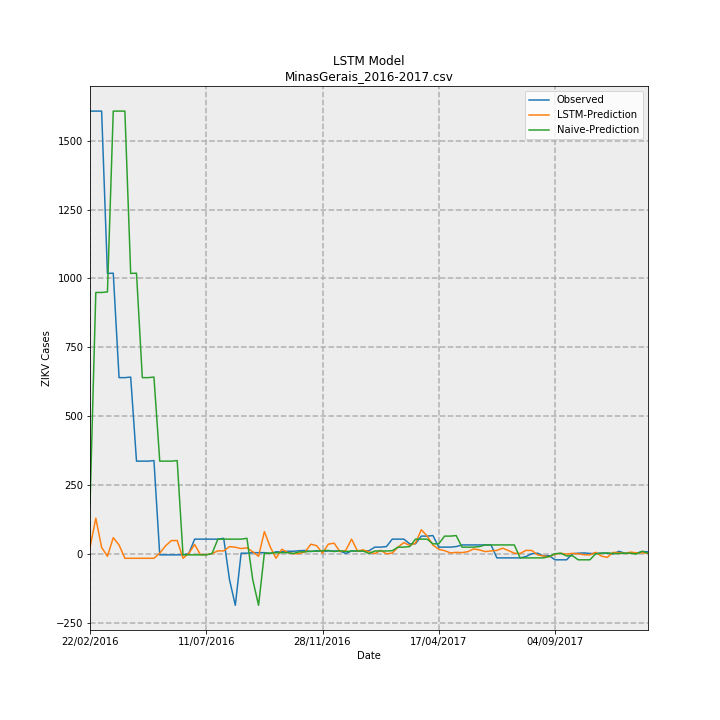 LSTM Model
MinasGerais_2016-2017.csv
Observed
LSTM-Prediction
Naive-Prediction
1500
1250
1000
750
500
250
0
−250
ZIKV Cases
22/02/2016
11/07/2016
28/11/2016
17/04/2017
04/09/2017
Date